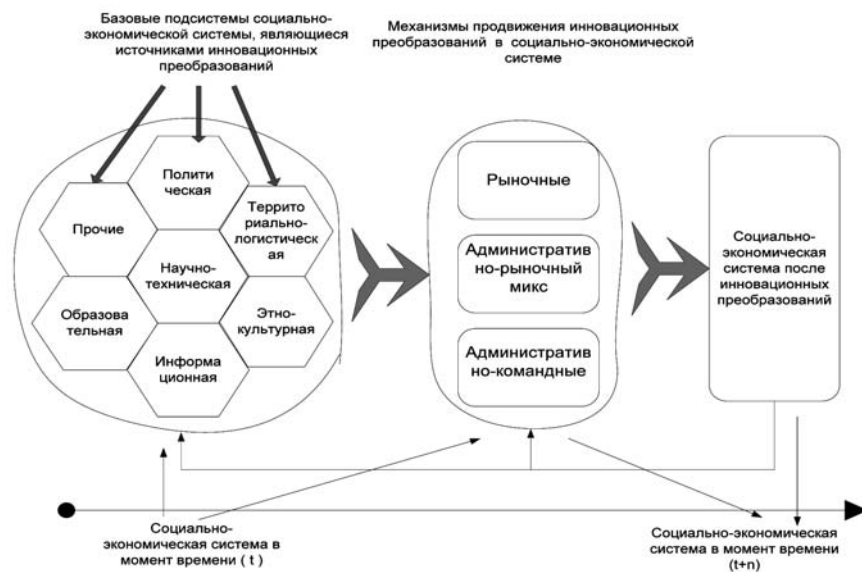 Базовые подсистемы социально-
экономической системы, являющиеся
источниками инновационных
преобразований
Механизмы продвижения инновационных
преобразований в социально-экономической
системе
Полити
ческая
Прочие
Террито
риально-
логистическ
ая
Научно-
техническая
Образова
тельная
Этно-
культурная
Информа
ционная
Рыночные
Административ
но-рыночный
микс
Административ
но-командные
Социально-
экономическая
система после
инновационных
преобразований
Социально-
экономическая система в
момент времени ( t )
Социально-экономическая
система в момент времени
(t+n)